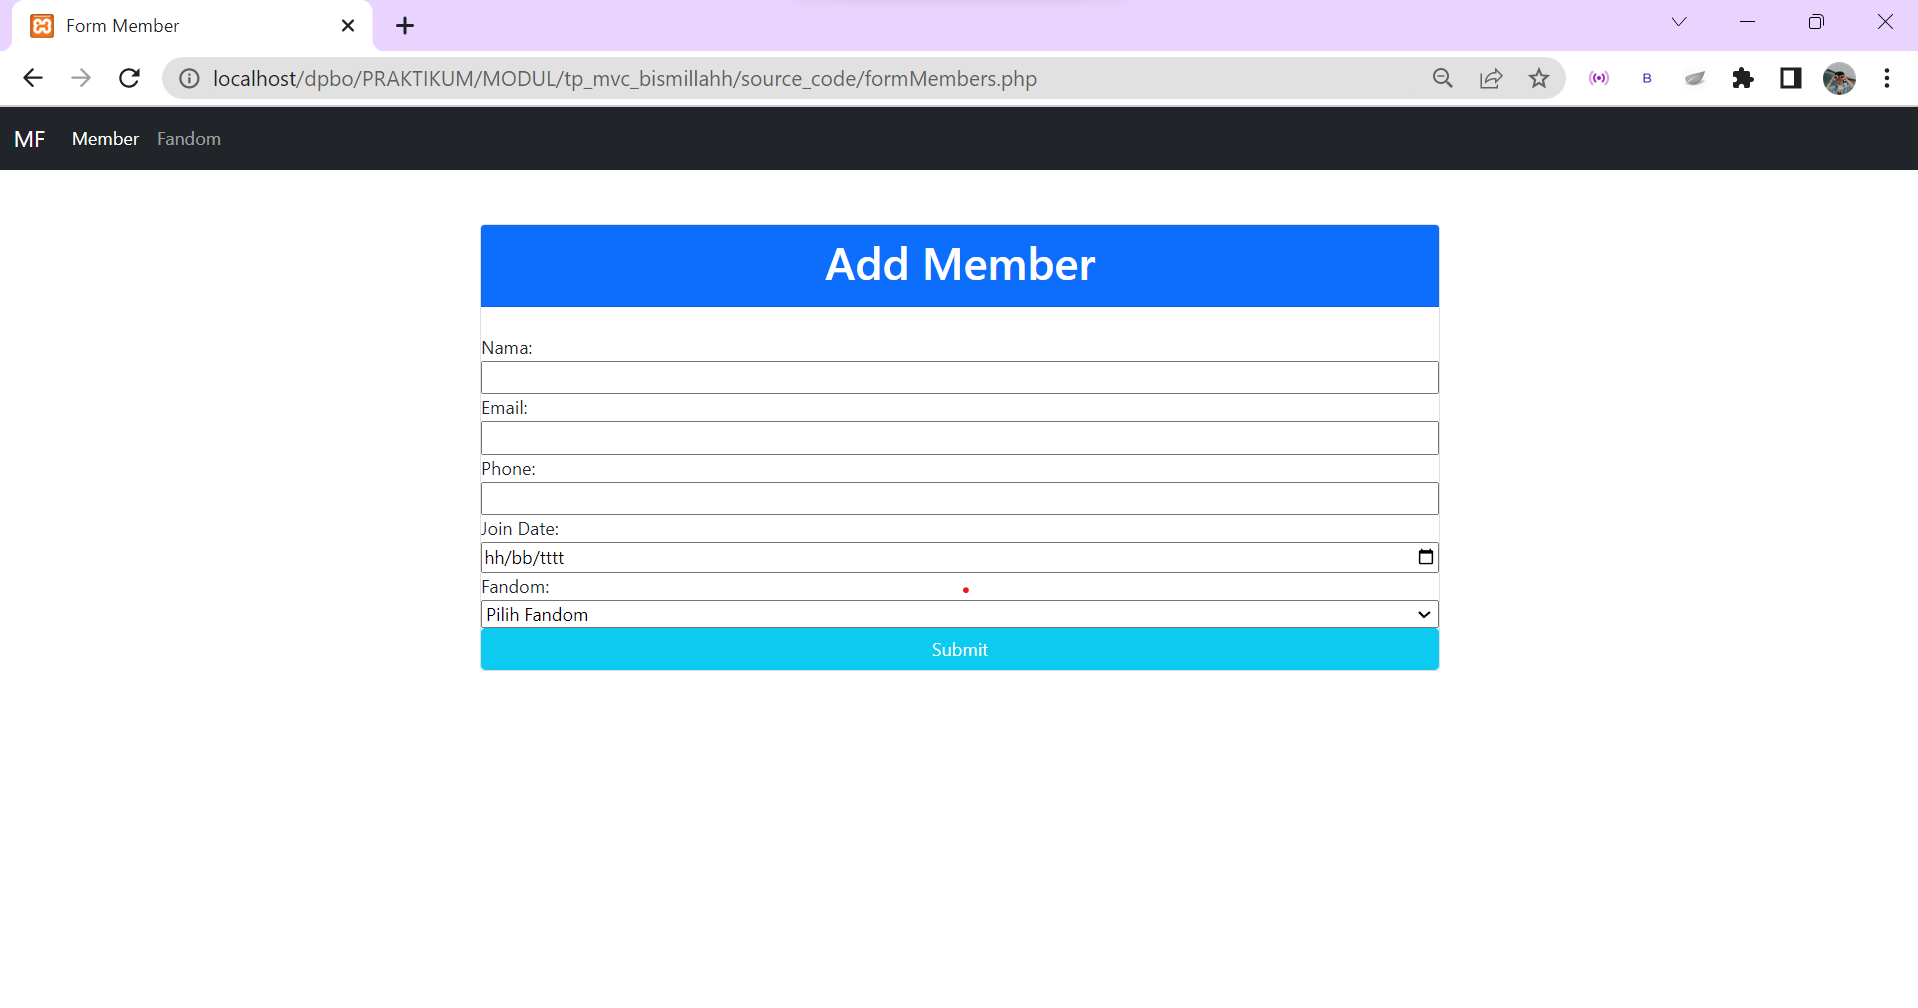 Form Member
localhost/dpbo/PRAKTIKUM/MODUL/tp_mvc_bismillahh/source_code/formMembers.php
B
MF Member Fandom
Add Member
Nama:
Email:
Phone:
Join Date:
hh/bb/tttt
Fandom:
Pilih Fandom
Submit